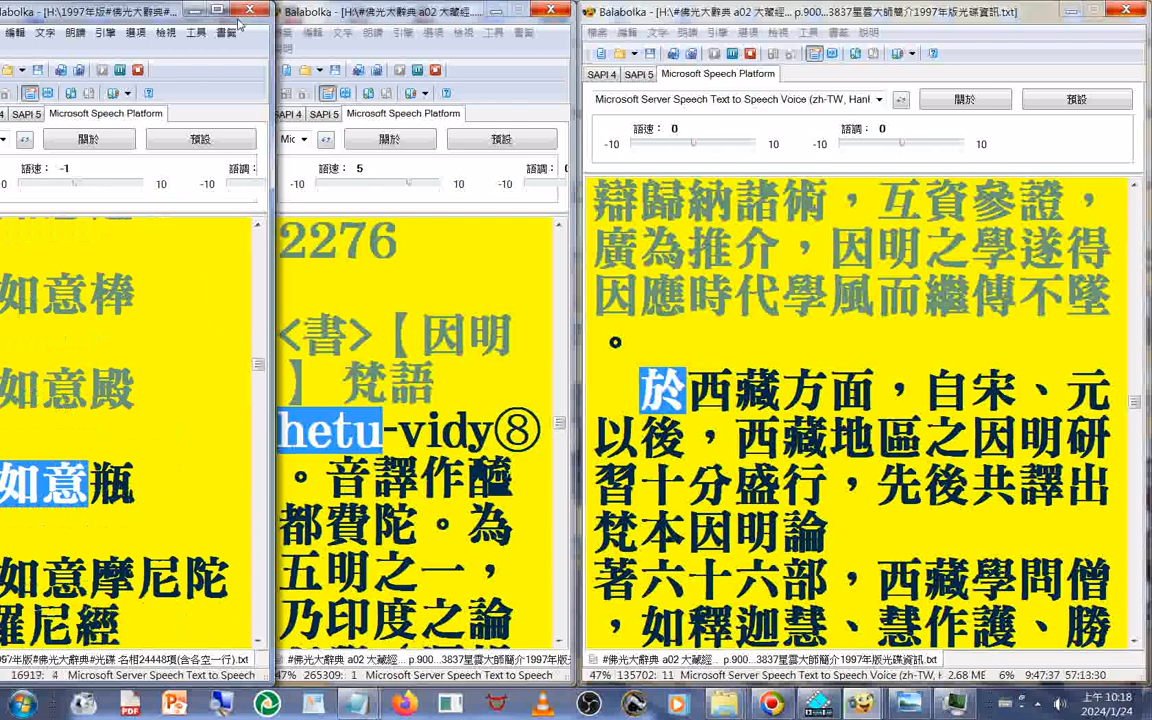 alabolka - [H:\1997年版#佛光大辭典#...
編輯 文字 朗讀 引擎 選項 檢視 工具 書籤
4 SAPI 5 Microsoft Speech Platform
關於 預設
語速： -1 語調：
0 10 -10
如意棒
如意殿
如意瓶
如意摩尼陀
羅尼經
97年版#佛光大辭典#光碟 名相24448項(含各空一行).txt
16919: 4 Microsoft Server Speech Text to Speech
Balabolka - [H:\#佛光大辭典 a02 大藏經...
檔案 編輯 文字 朗讀 引擎 選項 檢視 工具 書籤
說明
API 4 SAPI 5 Microsoft Speech Platform
Mic 關於 預設
語速： 5 語調： 0
-10 10 -10
2276
<書>【因明
】 梵語
hetu-vidy⑧
。音譯作醯
都費陀。為
五明之一，
乃印度之論
#佛光大辭典 a02 大藏經... p.900...3837星雲大師簡介1997年版光碟資訊
47% 265309: 1 Microsoft Server Speech Text to Speech V
Balabolka - [H:\#佛光大辭典 a02 大藏經... p.900...3837星雲大師簡介1997年版光碟資訊.txt]
檔案 編輯 文字 朗讀 引擎 選項 檢視 工具 書籤 說明
SAPI 4 SAPI 5 Microsoft Speech Platform
Microsoft Server Speech Text to Speech Voice (zh-TW, Hanl 關於 預設
語速： 0 語調： 0
-10 10 -10 10
辯歸納諸術，互資參證，
廣為推介，因明之學遂得
因應時代學風而繼傳不墜
。
於西藏方面，自宋、元
以後，西藏地區之因明研
習十分盛行，先後共譯出
梵本因明論
著六十六部，西藏學問僧
，如釋迦慧、慧作護、勝
#佛光大辭典 a02 大藏經... p.900...3837星雲大師簡介1997年版光碟資訊.txt
47% 135702: 11 Microsoft Server Speech Text to Speech Voice (zh-TW, Han 2.68 ME 6% 9:47:37 57:13:30
上午 10:18
2024/1/24